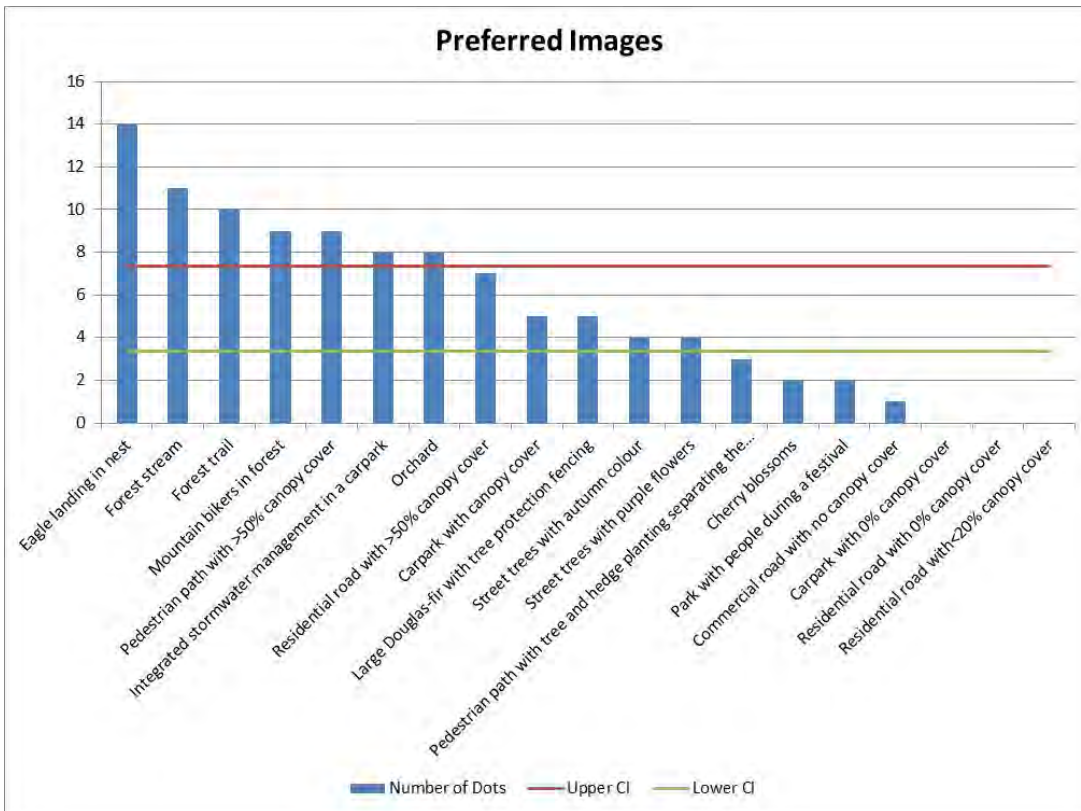 Preferred Images
16
14
12
10
8
6
4
2
0
Eagle landing in nest
Forest stream
Forest trail
Mountain bikers in forest
Pedestrian path with >50% canopy cover
Integrated stormwater management in a carpark
Orchard
Residential road with >50% canopy cover
Carpark with canopy cover
Large Douglas-fir with tree protection fencing
Street trees with autumn colour
Street trees with purple flowers
Pedestrian path with tree and hedge planting separating the...
Cherry blossoms
Park with people during a festival
Commercial road with no canopy cover
Carpark with 0% canopy cover
Residential road with 0% canopy cover
Residential road with<20% canopy cover
Number of Dots
Upper CI
Lower CI